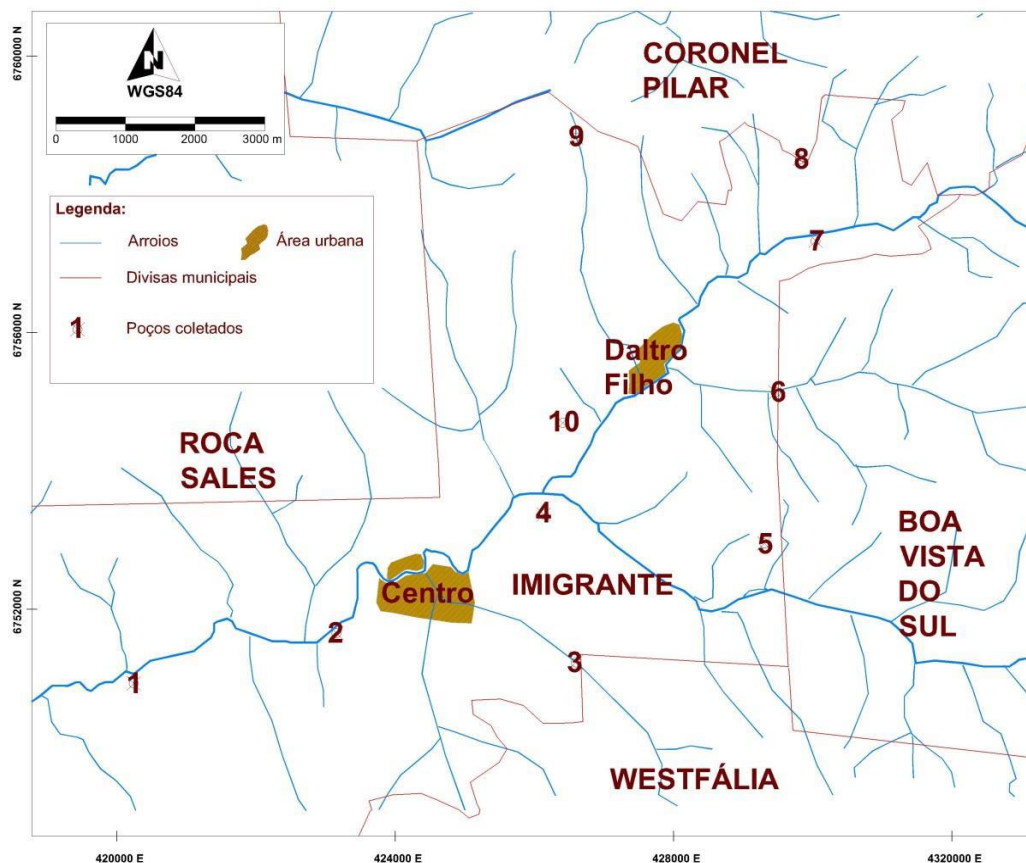 6760000 N
N
WGS84
0 1000 2000 3000 m
Legenda:
Arroios
Área urbana
Divisas municipais
1
Poços coletados
CORONEL
PILAR
9
8
7
6756000 N
Daltro
Filho
6
10
ROCA
SALES
4
5
BOA
VISTA
DO
SUL
IMIGRANTE
Centro
6752000 N
2
3
1
WESTFÁLIA
420000 E
424000 E
428000 E
4320000 E